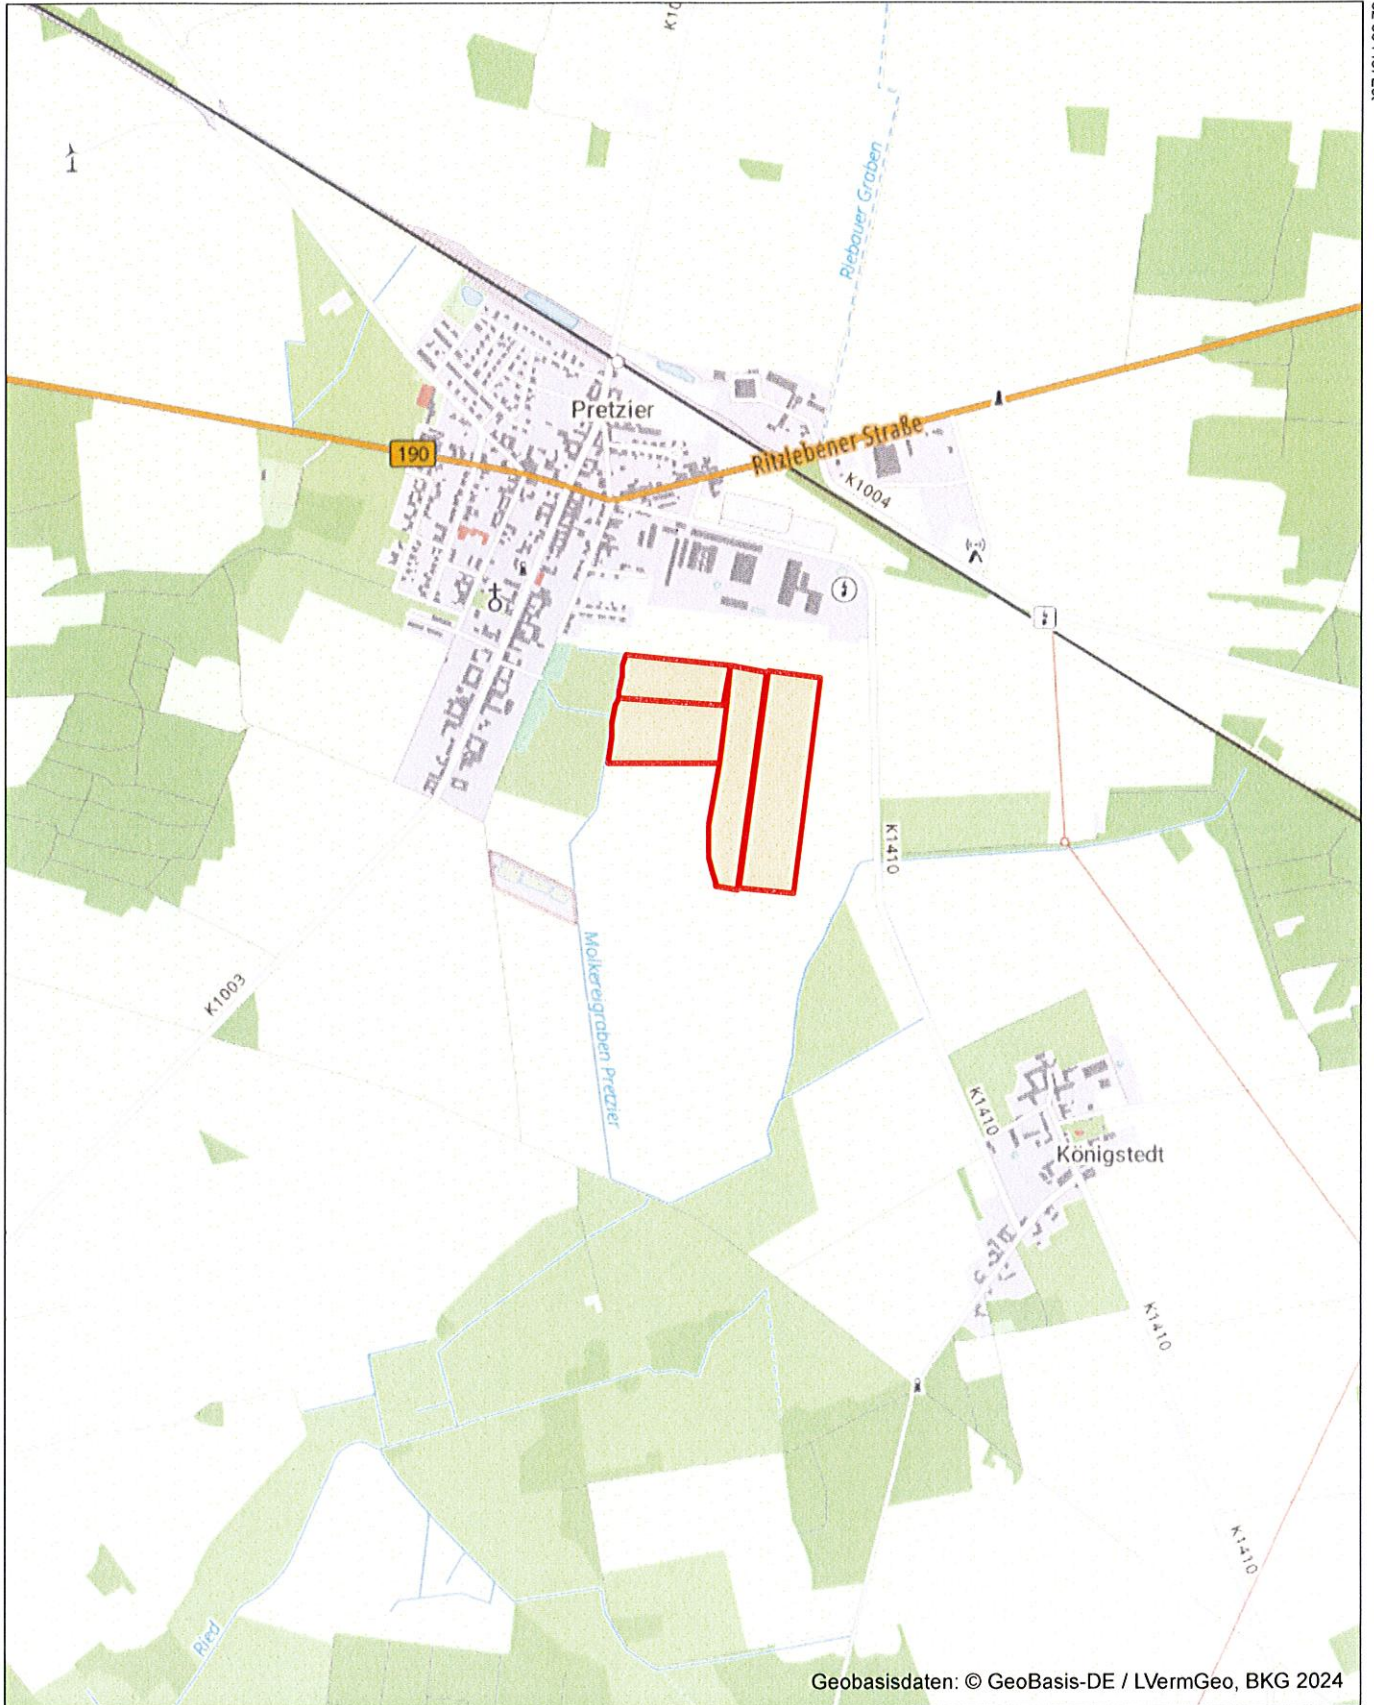 K10
Riebauer Graben
Pretzier
190
Ritzlebener Straße
K1004
K1410
Molkereigraben Pretzier
K1003
K1410
Königstedt
K1410
K1410
Ried
Geobasisdaten: © GeoBasis-DE / LVermGeo, BKG 2024